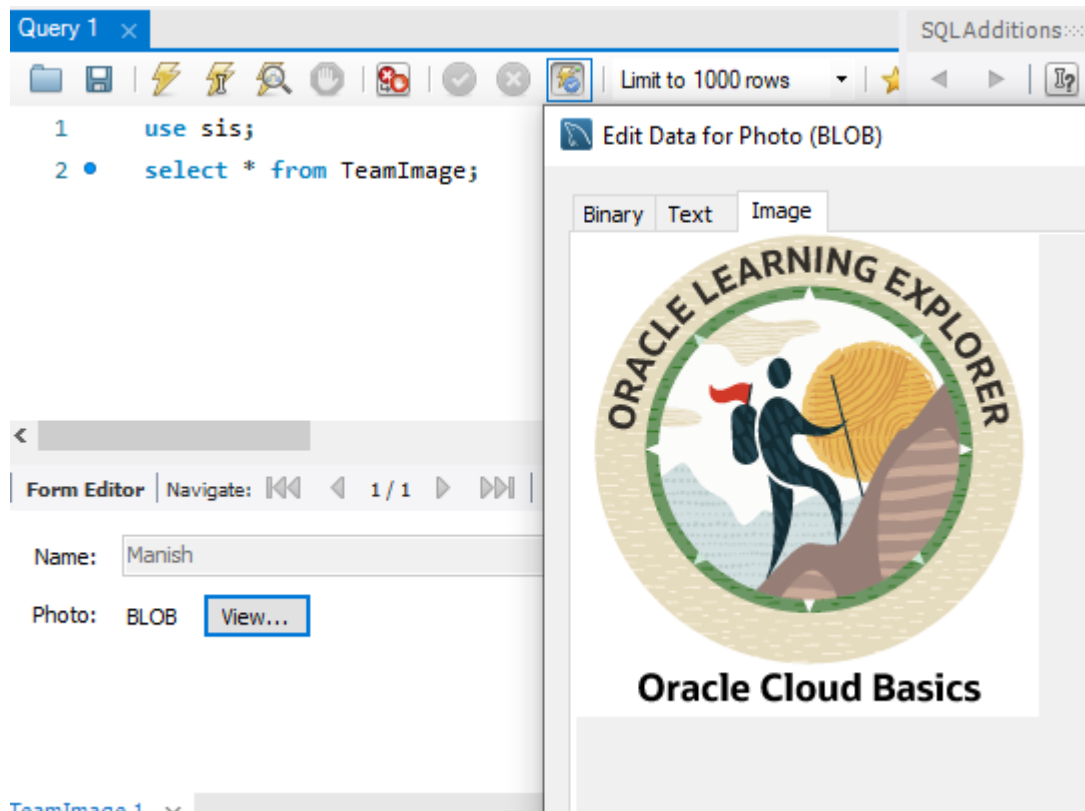 Query 1
SQLAdditions
Limit to 1000 rows
1 use sis;
2 select * from TeamImage;
Edit Data for Photo (BLOB)
Binary Text Image
ORACLE LEARNING EXPLORER
Oracle Cloud Basics
Form Editor Navigate: 1 / 1
Name: Manish
Photo: BLOB View...
TeamImage 1